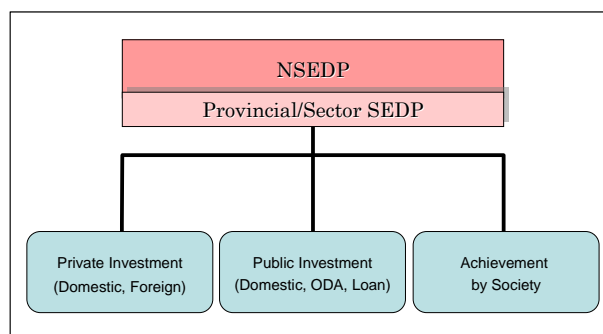 NSEDP
Provincial/Sector SEDP
Private Investment
(Domestic, Foreign)
Public Investment
(Domestic, ODA, Loan)
Achievement
by Society